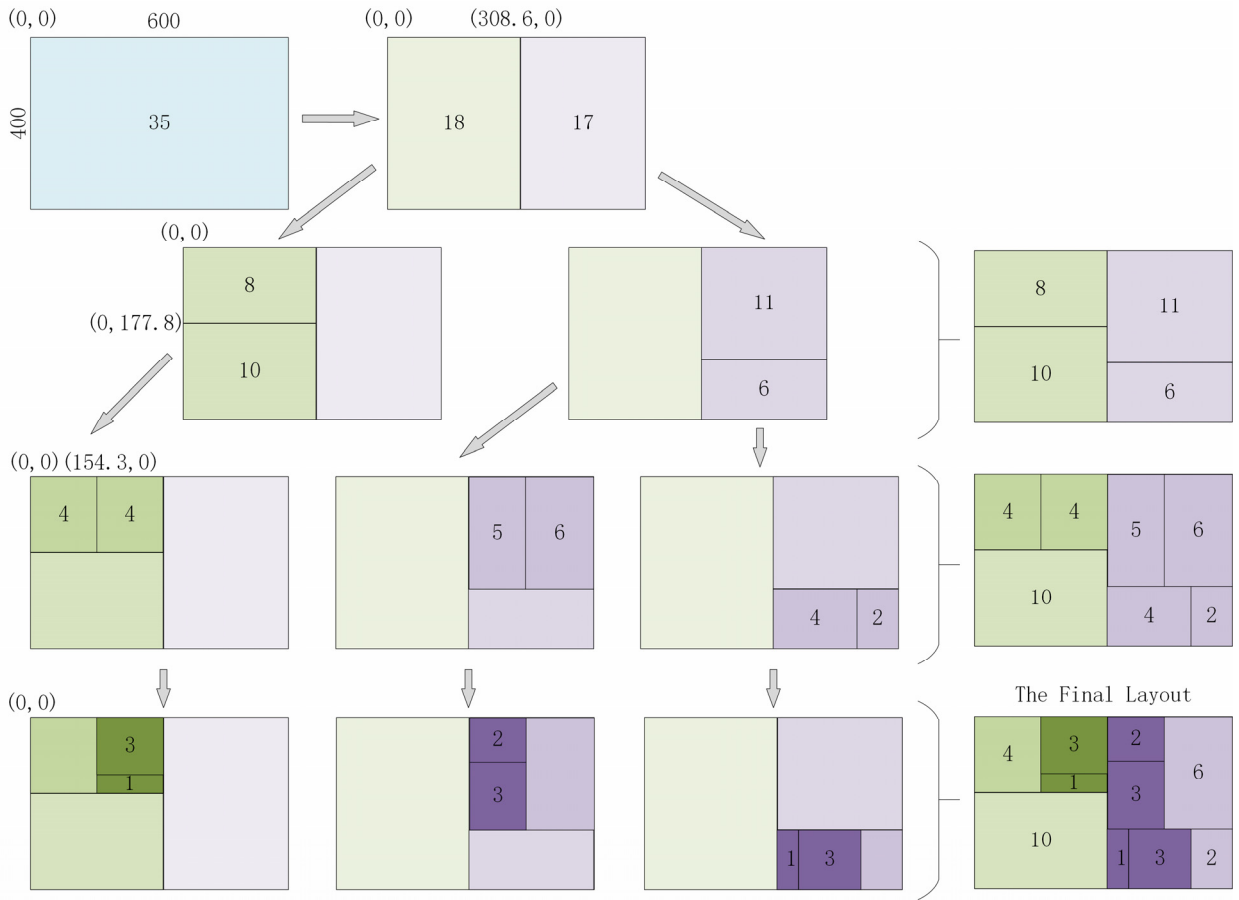 (0,0) 600 (0,0) (308.6,0)
400 35 18 17
(0,0)
8 11 8 11
(0,177.8)
10 6 10 6
(0,0) (154.3,0)
4 4 5 6 4 4 5 6
4 2 10 4 2
(0,0) The Final Layout
3 2 4 3 2 6
1 3 1 3
1 3 10 1 3 2